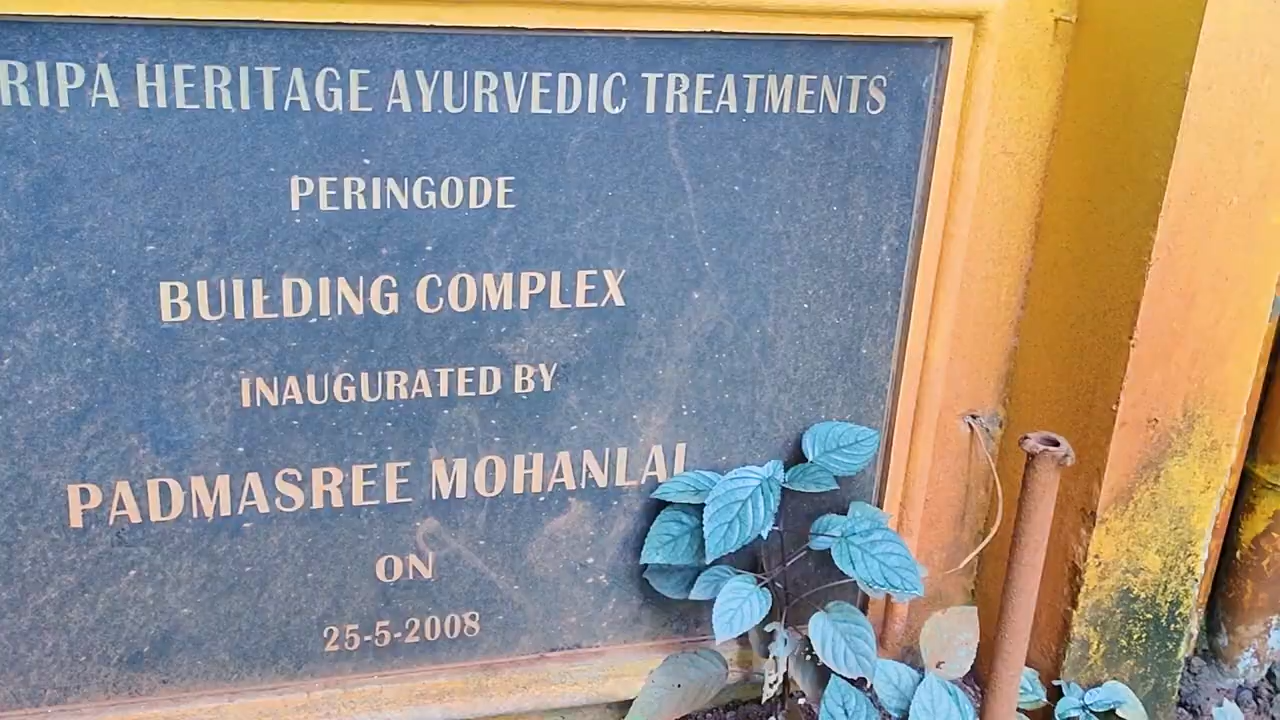 RIPA HERITAGE AYURVEDIC TREATMENTS
PERINGODE
BUILDING COMPLEX
INAUGURATED BY
PADMASREE MOHANLAL
ON
25-5-2008